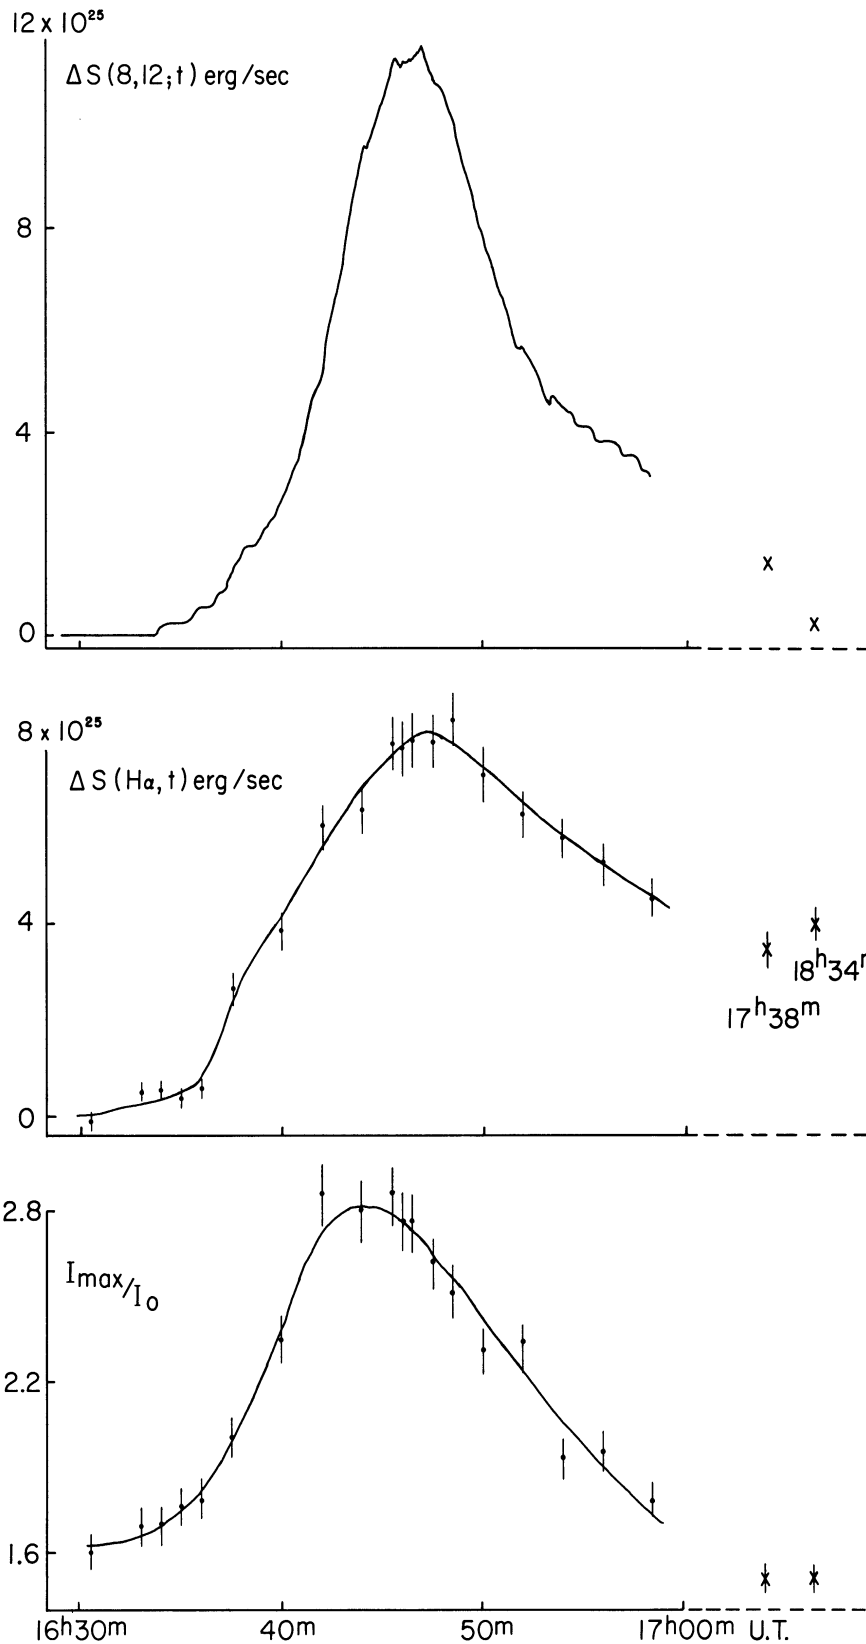 12 x 10²⁵
ΔS(8,12;t) erg/sec
8
4
0
8 x 10²⁵
ΔS(Hα,t) erg/sec
4
18ʰ34
17ʰ38ᵐ
0
2.8
Imax/I₀
2.2
1.6
16ʰ30ᵐ 40ᵐ 50ᵐ 17ʰ00ᵐ U.T.